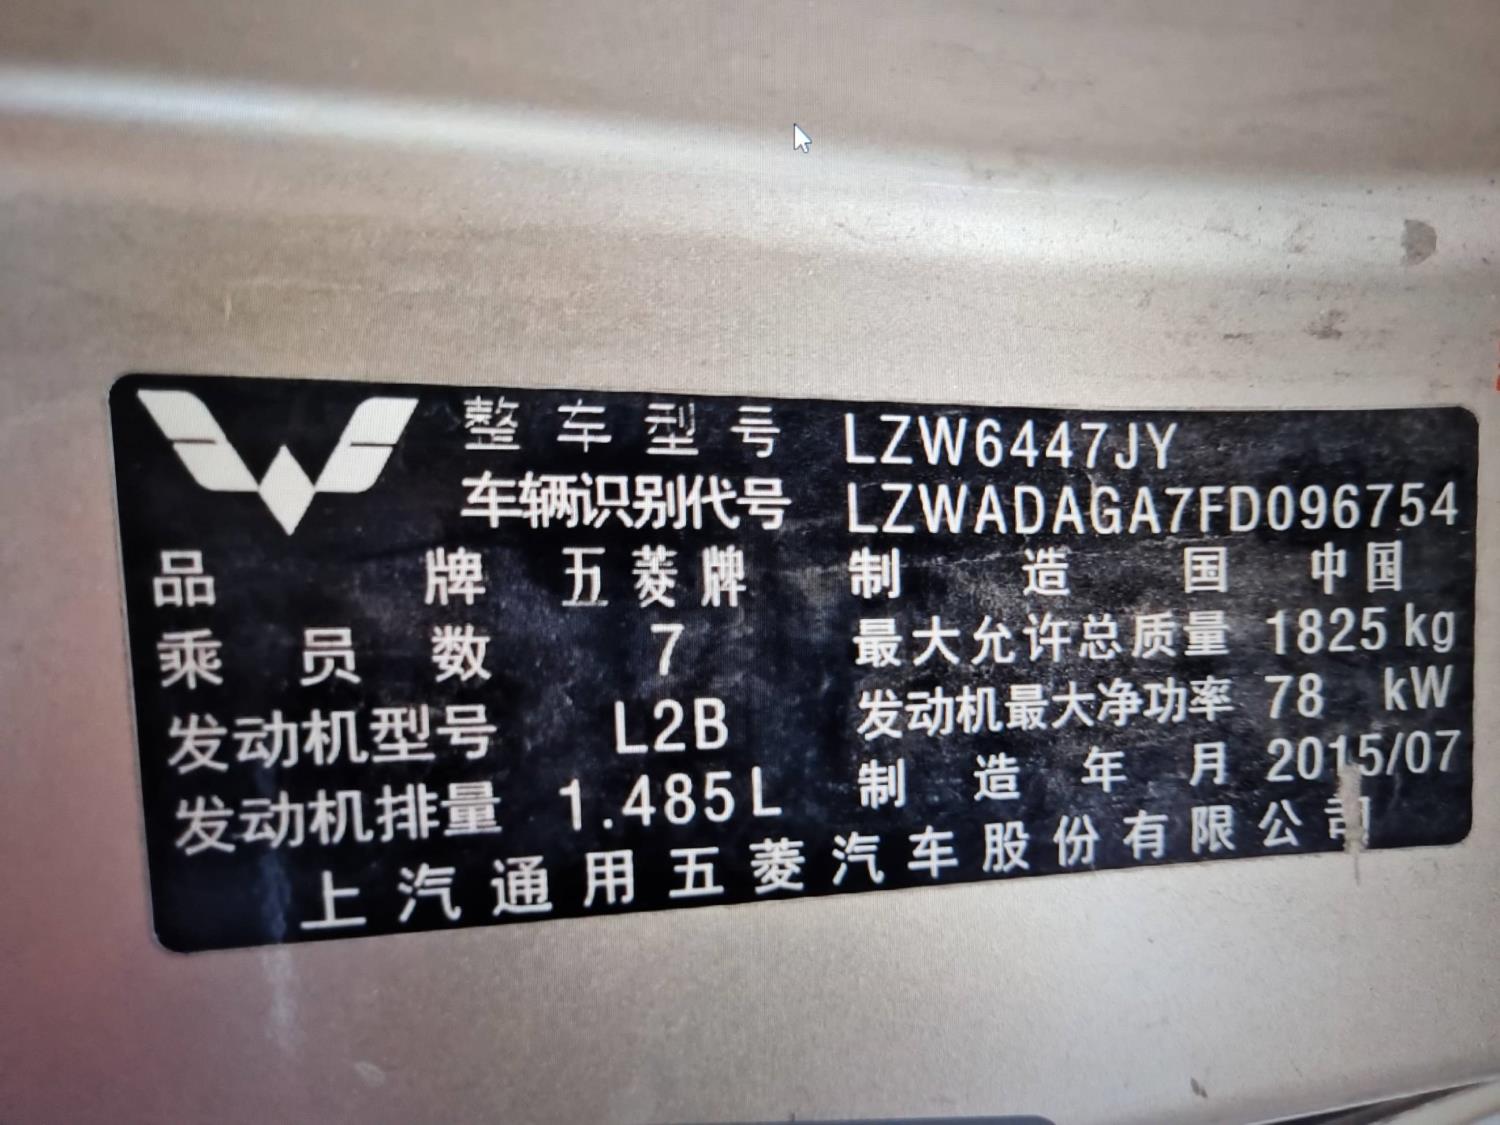 整车型号 LZW6447JY
车辆识别代号 LZWADAGA7FD096754
品牌 五菱牌 制造国 中国
乘员数 7 最大允许总质量 1825 kg
发动机型号 L2B 发动机最大净功率 78 kW
发动机排量 1.485L 制造年月 2015/07
上汽通用五菱汽车股份有限公司